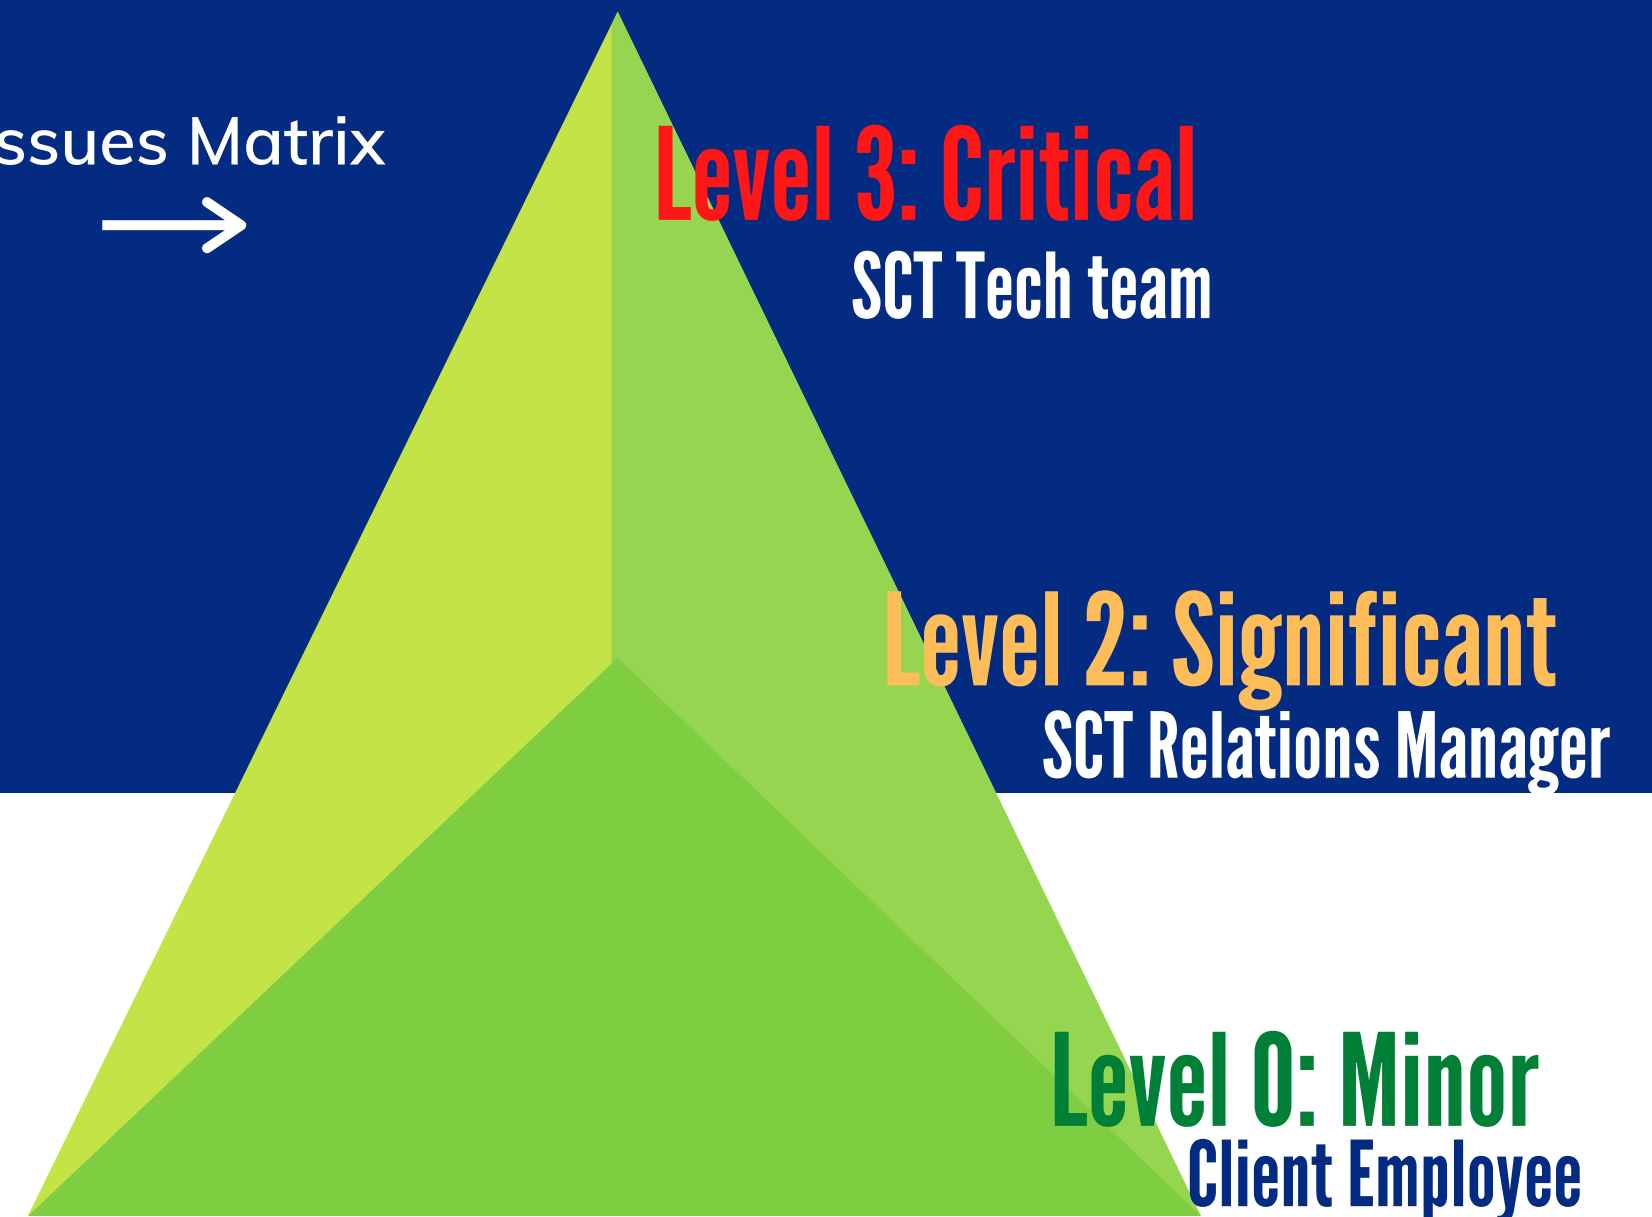 ssues Matrix
Level 3: Critical
SCT Tech team
Level 2: Significant
SCT Relations Manager
Level 0: Minor
Client Employee